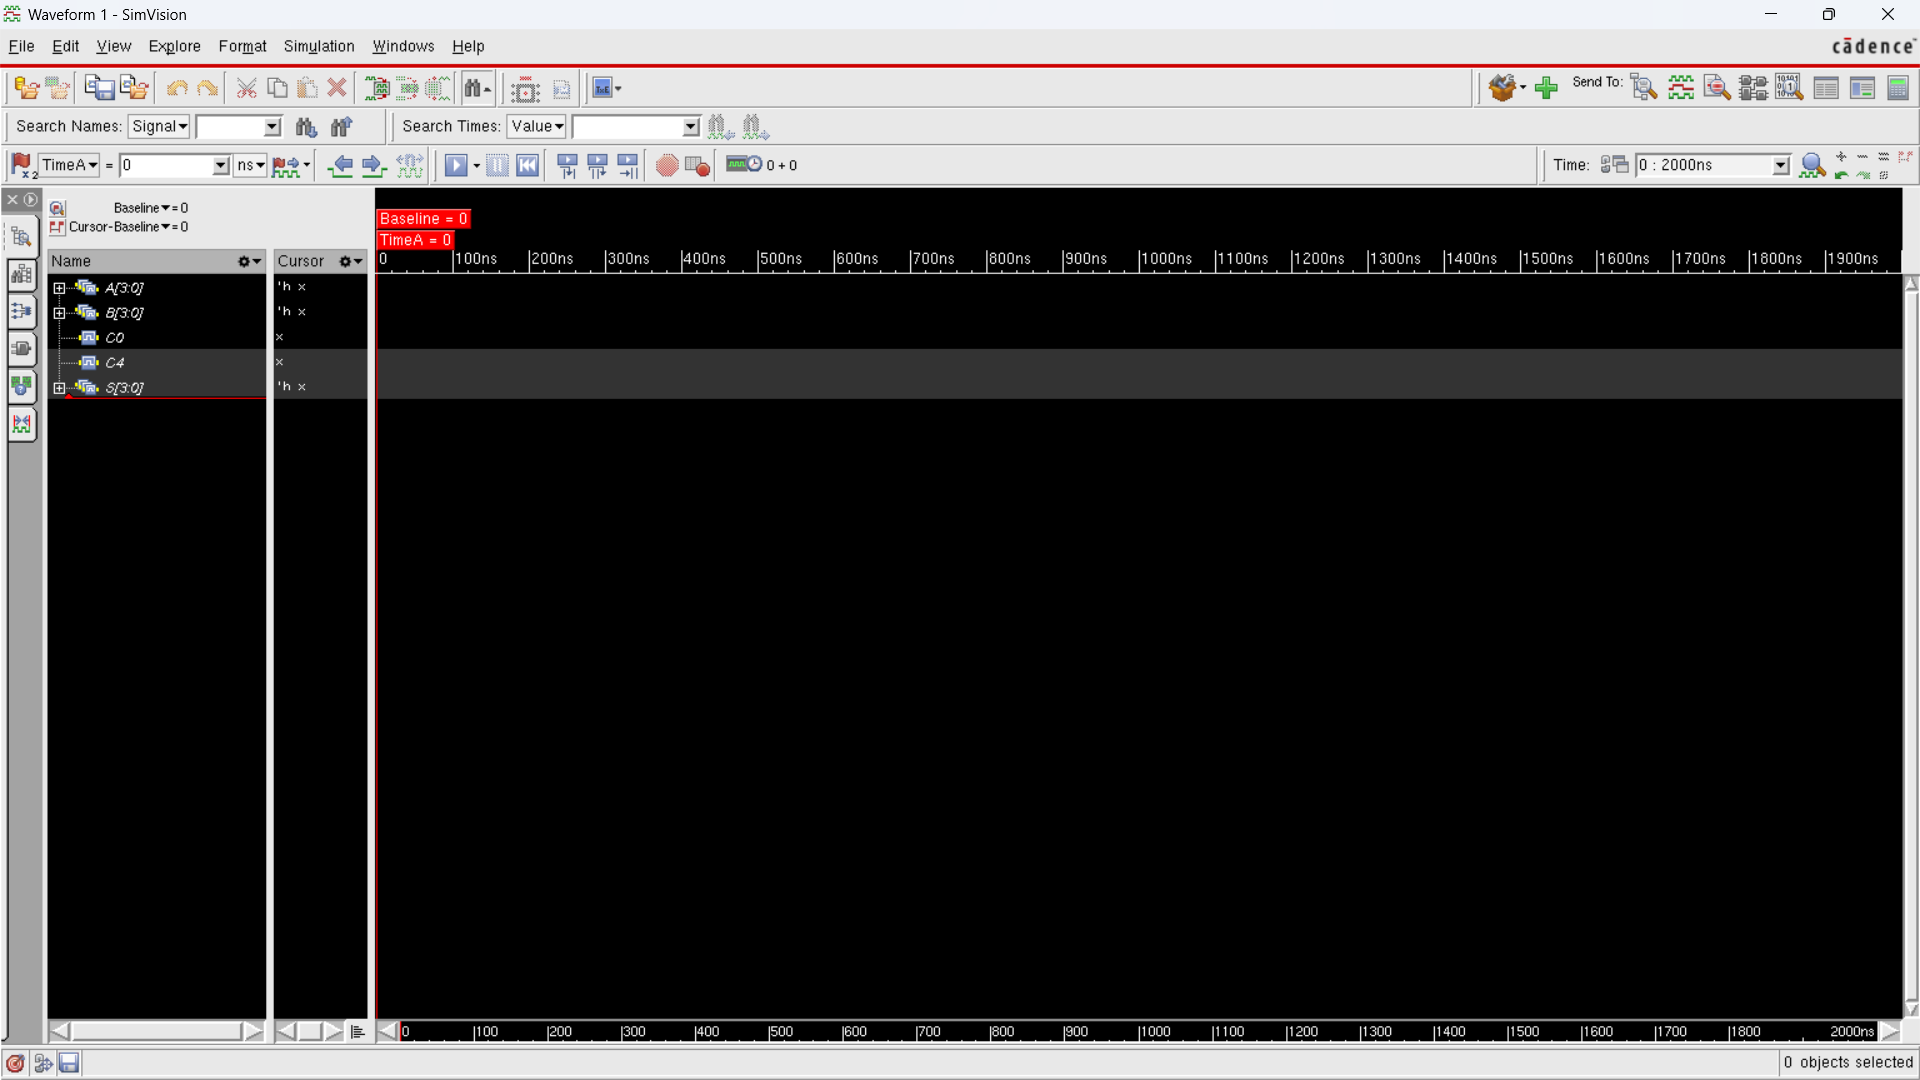 Waveform 1 - SimVision
File Edit View Explore Format Simulation Windows Help
cādence
Search Names: Signal Search Times: Value
Send To:
TimeA = 0 ns 0 + 0 Time: 0 : 2000ns
Baseline = 0
Cursor-Baseline = 0
Baseline = 0
TimeA = 0
Name Cursor
0 100ns 200ns 300ns 400ns 500ns 600ns 700ns 800ns 900ns 1000ns 1100ns 1200ns 1300ns 1400ns 1500ns 1600ns 1700ns 1800ns 1900ns
A[3:0] 'h x
B[3:0] 'h x
C0 x
C4 x
S[3:0] 'h x
0 100 200 300 400 500 600 700 800 900 1000 1100 1200 1300 1400 1500 1600 1700 1800 2000ns
0 objects selected